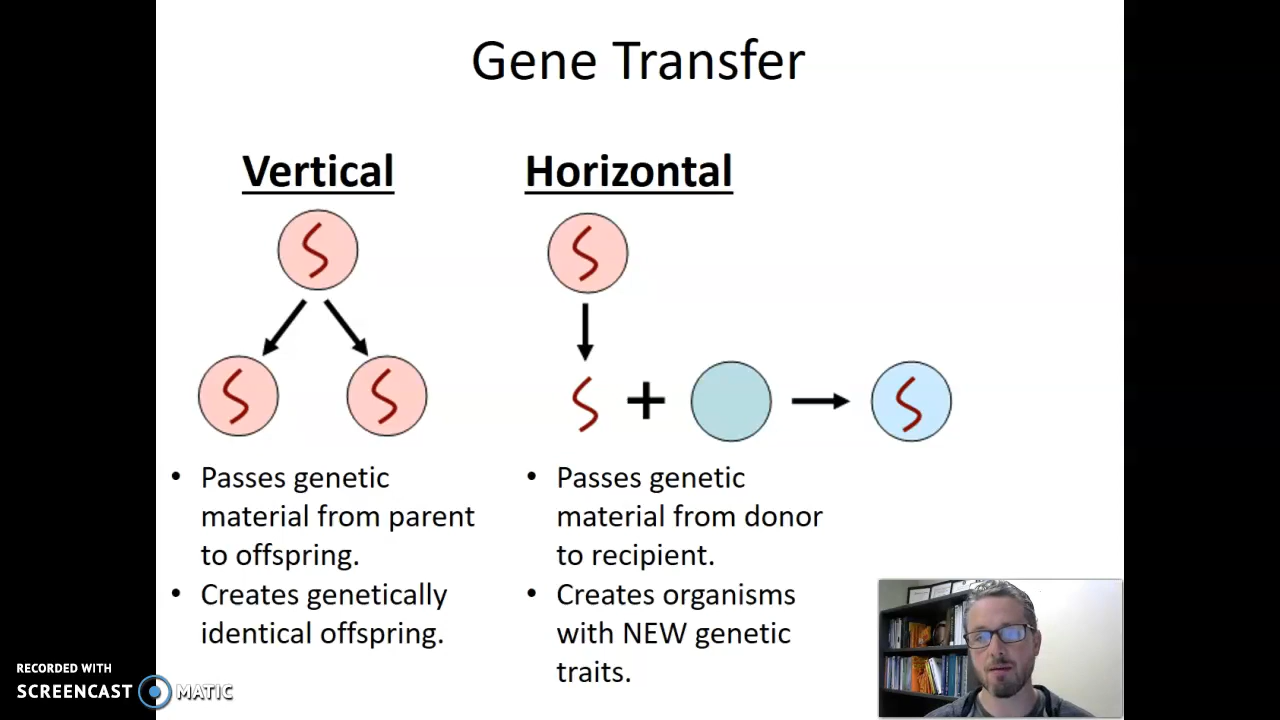 Gene Transfer
Vertical
Horizontal
• Passes genetic
material from parent
to offspring.
• Creates genetically
identical offspring.
• Passes genetic
material from donor
to recipient.
• Creates organisms
with NEW genetic
traits.
RECORDED WITH
SCREENCAST MATIC